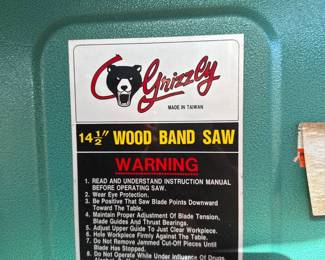 Grizzly
MADE IN TAIWAN
14 1/2" WOOD BAND SAW
WARNING
1. READ AND UNDERSTAND INSTRUCTION MANUAL
BEFORE OPERATING SAW.
2. Wear Eye Protection.
3. Be Positive That Saw Blade Points Downward
Toward The Table.
4. Maintain Proper Adjustment Of Blade Tension,
Blade Guides And Thrust Bearings.
5. Adjust Upper Guide To Just Clear Workpiece.
6. Hole Workpiece Firmly Against The Table.
7. Do Not Remove Jammed Cut-Off Pieces Until
Blade Has Stopped.
8. Do Not Operate While Under Influence Of Drugs,